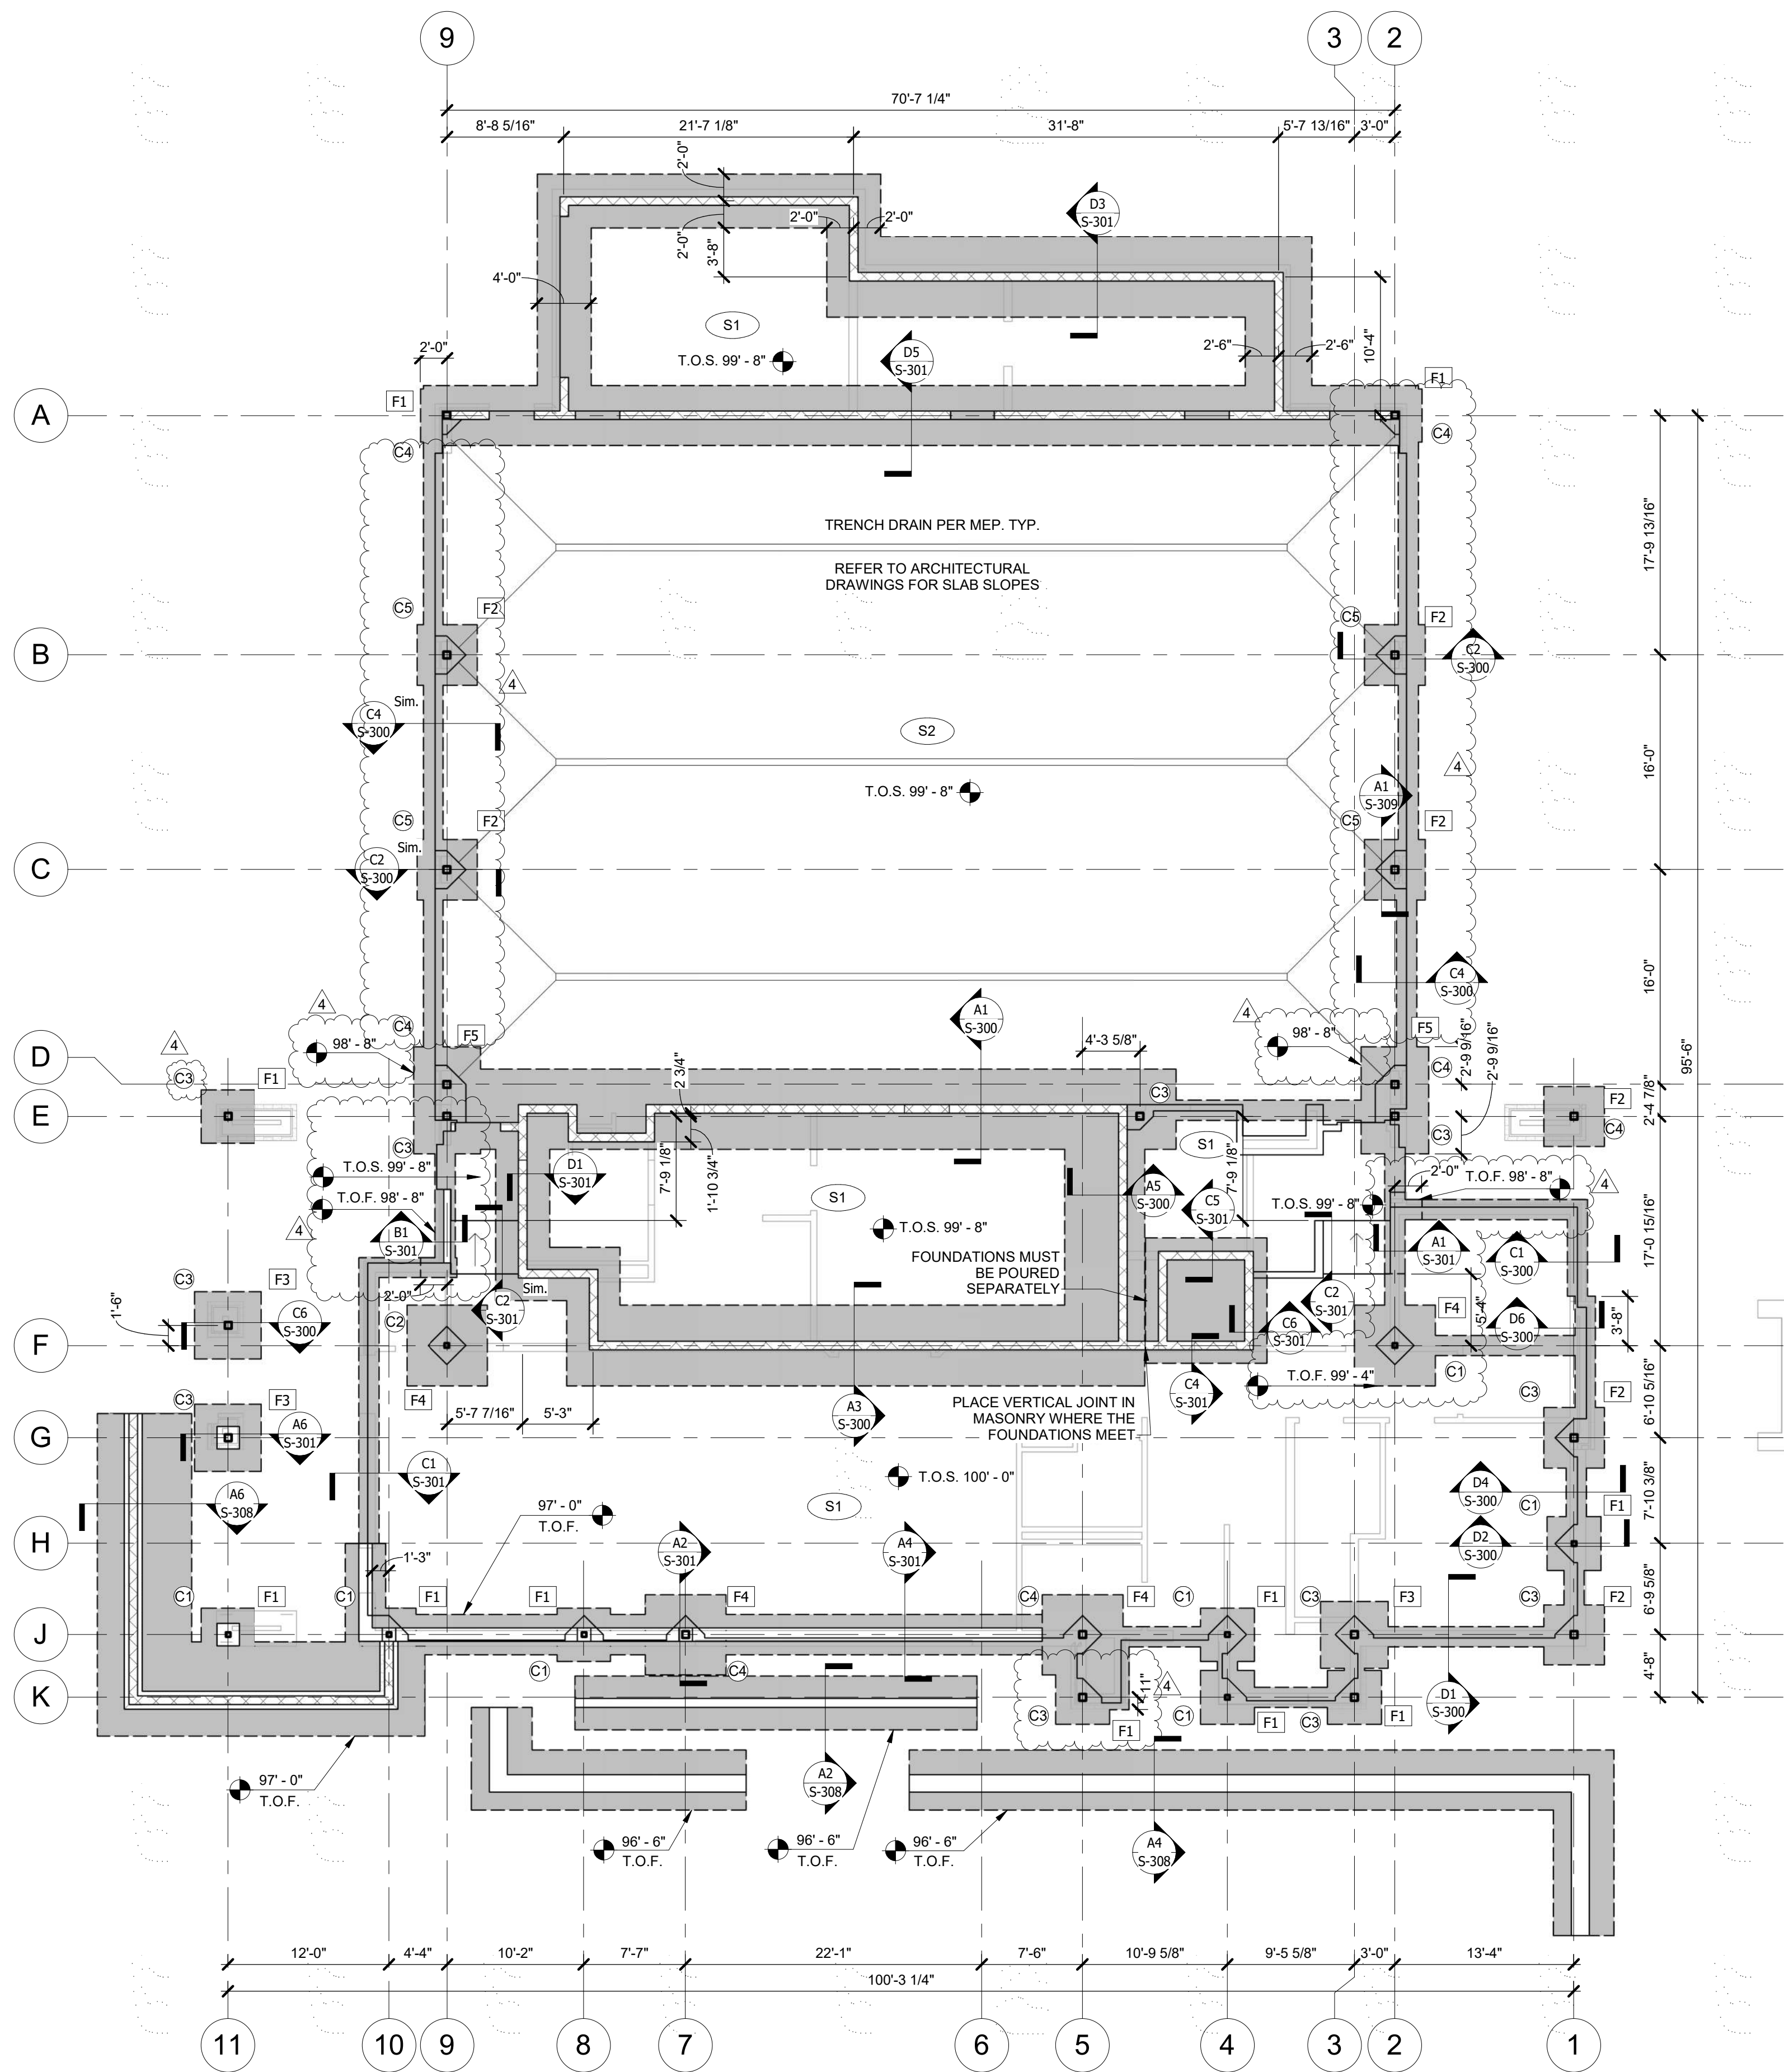 9
3
2
70'-7 1/4"
8'-8 5/16"
21'-7 1/8"
31'-8"
5'-7 13/16"
3'-0"
2'-0"
D3
S-301
2'-0"
2'-0"
2'-0"
3'-8"
4'-0"
S1
T.O.S. 99' - 8"
D5
S-301
2'-0"
2'-6"
2'-6"
10'-4"
F1
F1
A
C4
C4
TRENCH DRAIN PER MEP. TYP.
REFER TO ARCHITECTURAL
DRAWINGS FOR SLAB SLOPES
17'-9 13/16"
C5
F2
C5
F2
B
C2
S-300
4
Sim.
C4
S-300
S2
16'-0"
4
T.O.S. 99' - 8"
A1
S-309
C5
F2
C5
F2
Sim.
C2
S-300
C
C4
S-300
16'-0"
4
A1
S-300
4
C4
F5
98' - 8"
4'-3 5/8"
98' - 8"
F5
C4
2'-9 9/16"
2'-9 9/16"
95'-6"
D
4
C3
F1
2 3/4"
C3
F2
2'-4 7/8"
E
C4
C3
C3
S1
T.O.S. 99' - 8"
T.O.F. 98' - 8"
D1
S-301
7'-9 1/8"
1'-10 3/4"
S1
A5
S-300
C5
S-301
7'-9 1/8"
2'-0"
T.O.F. 98' - 8"
T.O.S. 99' - 8"
4
4
B1
S-301
T.O.S. 99' - 8"
FOUNDATIONS MUST
BE POURED
SEPARATELY
A1
S-301
C1
S-300
17'-0 15/16"
C3
F3
2'-0"
Sim.
1'-6"
C6
S-300
C2
C2
S-301
C2
S-301
C6
S-301
F4
5'-4"
D6
S-300
3'-8"
F
F4
C1
T.O.F. 99' - 4"
C4
S-301
C3
F3
5'-7 7/16"
5'-3"
A3
S-300
PLACE VERTICAL JOINT IN
MASONRY WHERE THE
FOUNDATIONS MEET
C3
F2
6'-10 5/16"
G
A6
S-301
C1
S-301
T.O.S. 100' - 0"
S1
A6
S-308
97' - 0"
T.O.F.
D4
S-300
C1
F1
7'-10 3/8"
H
A2
S-301
A4
S-301
D2
S-300
1'-3"
C1
F1
C1
F1
F1
F4
C4
F4
C1
F1
C3
F3
C3
F2
6'-9 5/8"
J
C1
C4
4'-8"
K
11"
4
C3
F1
C1
F1
C3
F1
D1
S-300
97' - 0"
T.O.F.
A2
S-308
96' - 6"
T.O.F.
96' - 6"
T.O.F.
96' - 6"
T.O.F.
A4
S-308
12'-0"
4'-4"
10'-2"
7'-7"
22'-1"
7'-6"
10'-9 5/8"
9'-5 5/8"
3'-0"
13'-4"
100'-3 1/4"
11
10
9
8
7
6
5
4
3
2
1